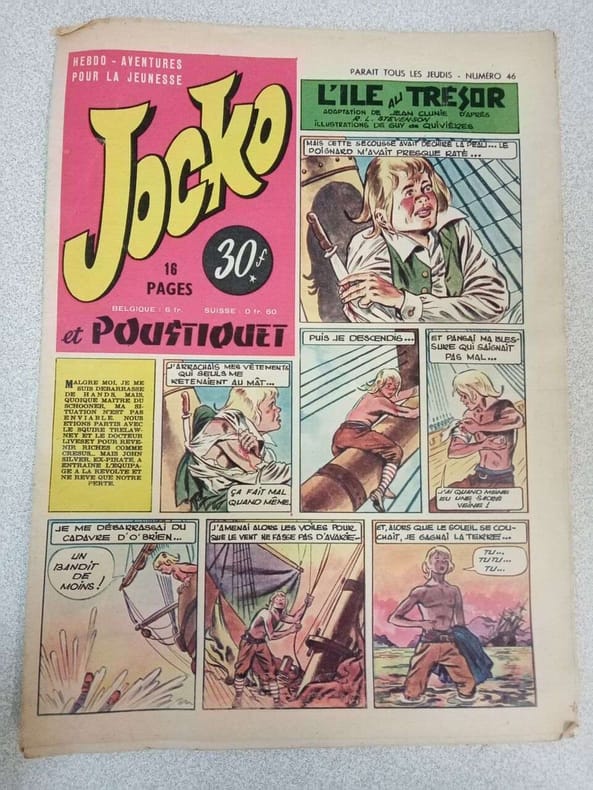 HEBDO - AVENTURES
POUR LA JEUNESSE
JOCKO
16
PAGES
30f
BELGIQUE : 6 fr. SUISSE : 0 fr. 60
et POUSTIQUET
PARAIT TOUS LES JEUDIS - NUMÉRO 46
L'ILE AU TRÉSOR
ADAPTATION DE JEAN CLUNIE D'APRÈS
R. L. STEVENSON
ILLUSTRATIONS DE GUY de QUIVIÈRES
MAIS CETTE SECOUSSE AVAIT DÉCHIRÉ LA PEAU... LE
POIGNARD M'AVAIT PRESQUE RATÉ...
MALGRE MOI, JE ME
SUIS DEBARRASSE
DE HANDS. MAIS,
QUOIQUE MAITRE DU
SCHOONER, MA SI-
TUATION N'EST PAS
ENVIABLE. NOUS
ETIONS PARTIS AVEC
LE SQUIRE TRELAW-
NEY ET LE DOCTEUR
LIVESEY POUR REVE-
NIR RICHES COMME
CRESUS... MAIS JOHN
SILVER, EX-PIRATE, A
ENTRAINE L'EQUIPA-
GE A LA REVOLTE ET
NE REVE QUE NOTRE
PERTE.
J'ARRACHAIS MES VÊTEMENTS
QUI SEULS ME
RETENAIENT AU MÂT...
ÇA FAIT MAL
QUAND MÊME.
PUIS JE DESCENDIS...
ET PANSAI MA BLES-
SURE QUI SAIGNAIT
PAS MAL...
J'AI QUAND MÊME
EU UNE SACRÉ
VEINE !
JE ME DÉBARRASSAI DU
CADAVRE D'O'BRIEN...
UN
BANDIT
DE
MOINS !
J'AMENAI ALORS LES VOILES POUR
QUE LE VENT NE FASSE PAS D'AVARIE...
ET, ALORS QUE LE SOLEIL SE COU-
CHAIT, JE GAGNAI LA TERRE...
TU...
TUTU...
TU...